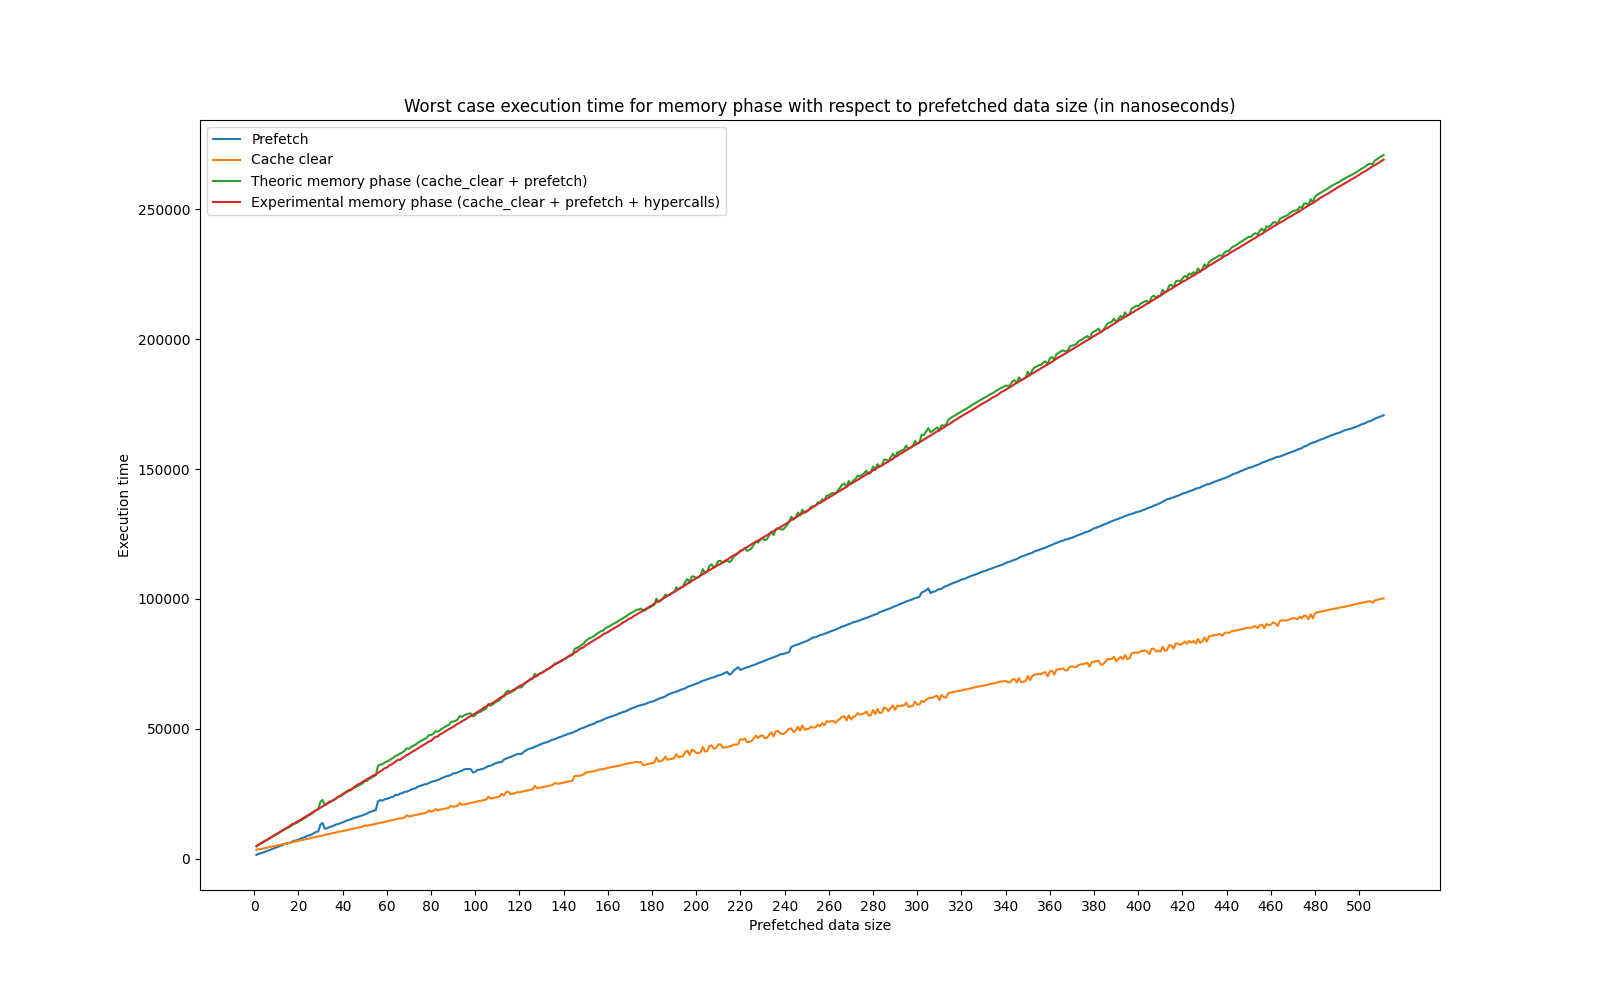 Worst case execution time for memory phase with respect to prefetched data size (in nanoseconds)
Prefetch
Cache clear
Theoric memory phase (cache_clear + prefetch)
Experimental memory phase (cache_clear + prefetch + hypercalls)
250000
200000
150000
100000
50000
0
Execution time
0 20 40 60 80 100 120 140 160 180 200 220 240 260 280 300 320 340 360 380 400 420 440 460 480 500
Prefetched data size